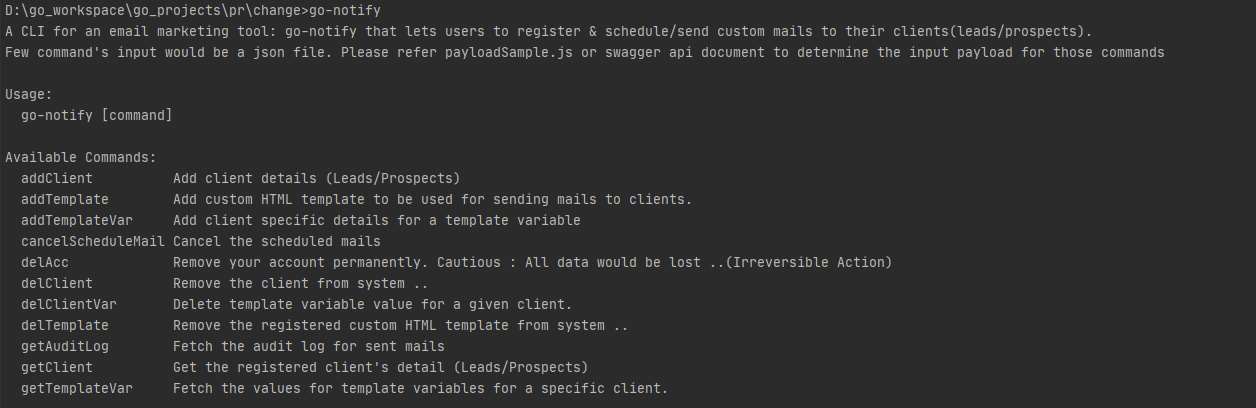 D:\go_workspace\go_projects\pr\change>go-notify
A CLI for an email marketing tool: go-notify that lets users to register & schedule/send custom mails to their clients(leads/prospects).
Few command's input would be a json file. Please refer payloadSample.js or swagger api document to determine the input payload for those commands
Usage:
go-notify [command]
Available Commands:
addClient Add client details (Leads/Prospects)
addTemplate Add custom HTML template to be used for sending mails to clients.
addTemplateVar Add client specific details for a template variable
cancelScheduleMail Cancel the scheduled mails
delAcc Remove your account permanently. Cautious : All data would be lost ..(Irreversible Action)
delClient Remove the client from system ..
delClientVar Delete template variable value for a given client.
delTemplate Remove the registered custom HTML template from system ..
getAuditLog Fetch the audit log for sent mails
getClient Get the registered client's detail (Leads/Prospects)
getTemplateVar Fetch the values for template variables for a specific client.